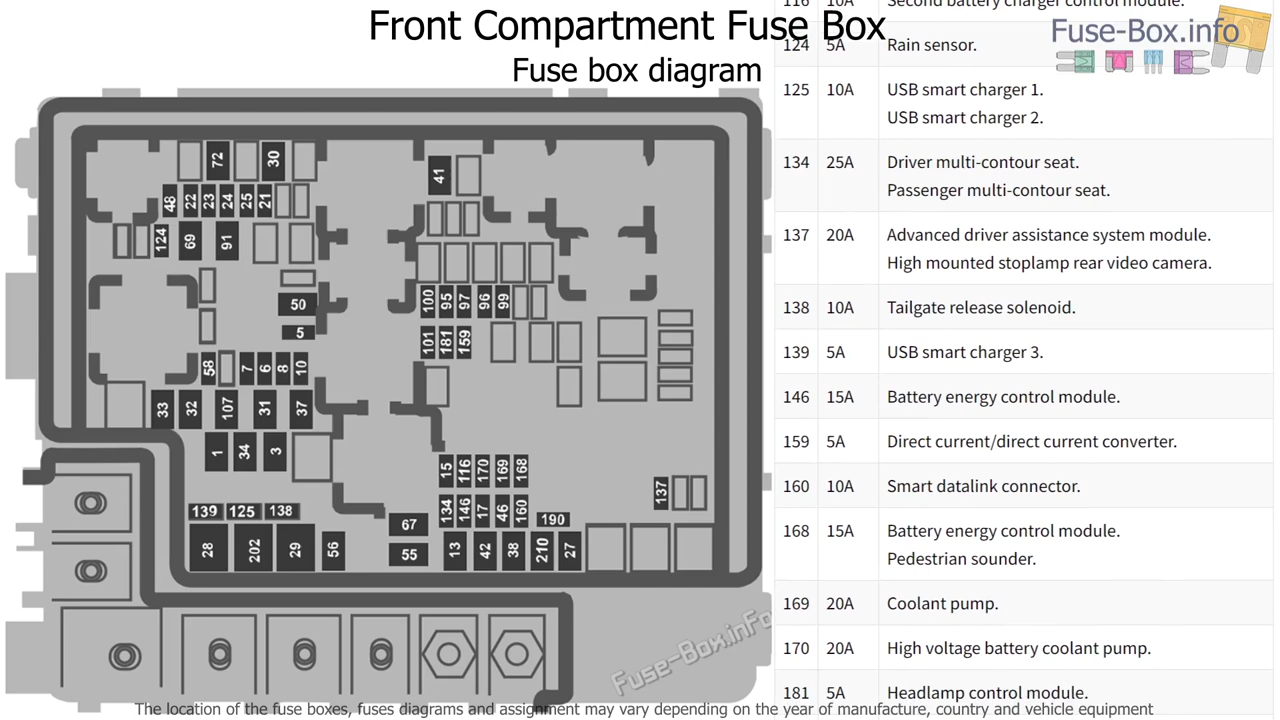 Front Compartment Fuse Box
Fuse box diagram
Fuse-Box.info
72 30
48 22 23 24 25 21
41
124 69 91
50
5
100 95 97 96 99
101 181 159
58 7 6 8 10
33 32 107 31 37
1 34 3
15 116 170 169 168
137
139 125 138
134 146 17 46 160
190
67
28 202 29 56 55 13 42 38 210 27
Fuse-Box.inFo
116 10A Second battery charger control module.
124 5A Rain sensor.
125 10A USB smart charger 1.
USB smart charger 2.
134 25A Driver multi-contour seat.
Passenger multi-contour seat.
137 20A Advanced driver assistance system module.
High mounted stoplamp rear video camera.
138 10A Tailgate release solenoid.
139 5A USB smart charger 3.
146 15A Battery energy control module.
159 5A Direct current/direct current converter.
160 10A Smart datalink connector.
168 15A Battery energy control module.
Pedestrian sounder.
169 20A Coolant pump.
170 20A High voltage battery coolant pump.
181 5A Headlamp control module.
The location of the fuse boxes, fuses diagrams and assignment may vary depending on the year of manufacture, country and vehicle equipment